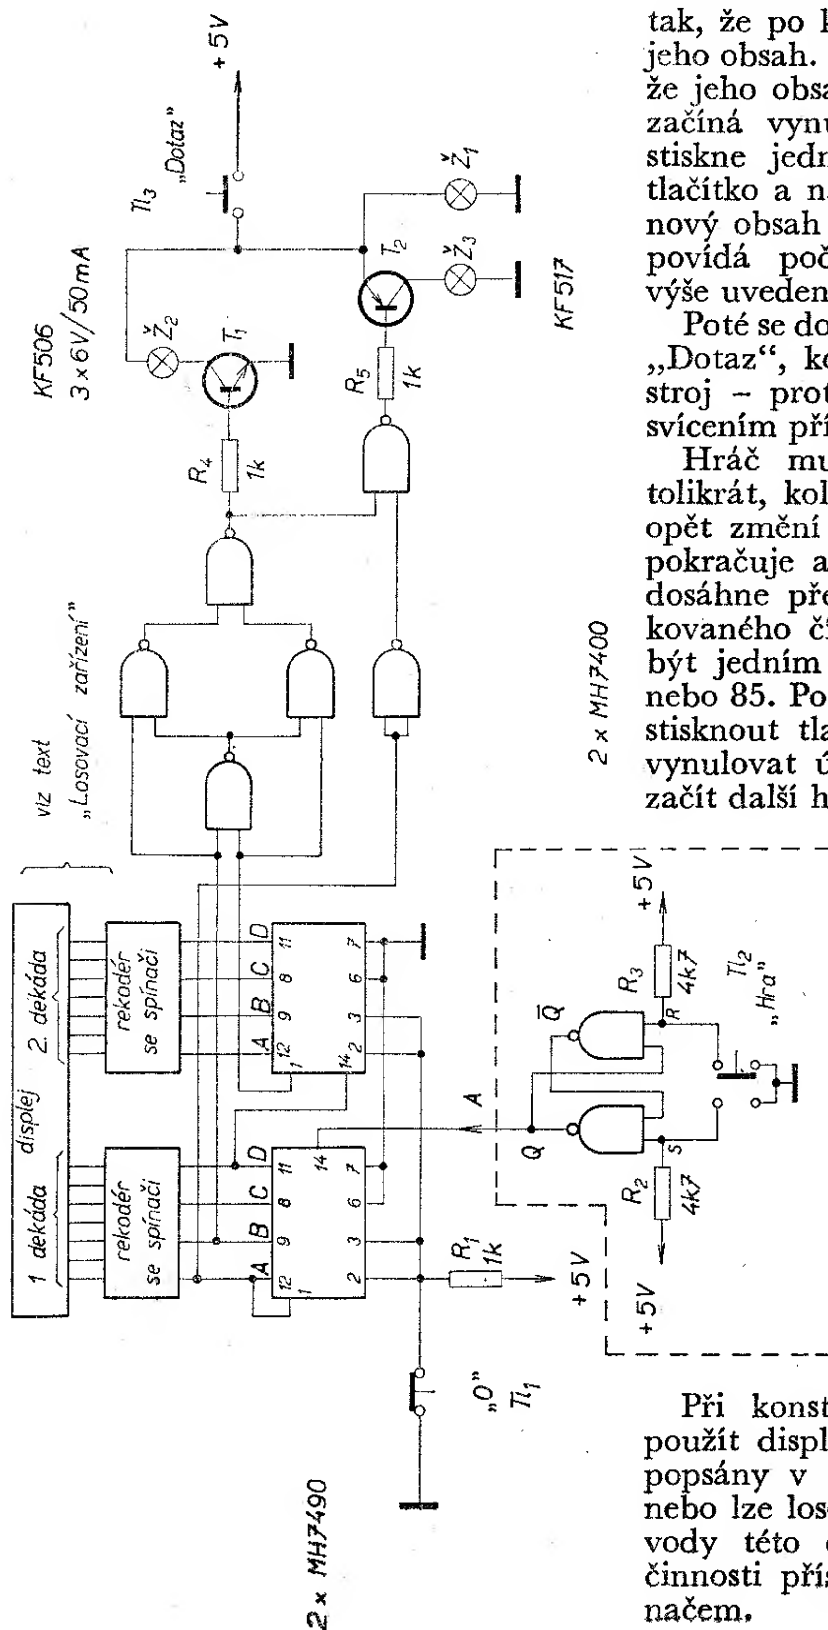 tak, že po k
jeho obsah.
že jeho obsa
začíná vynu
stiskne jedn
tlačítko a n
nový obsah
povídá poč
výše uveden
Poté se do
„Dotaz“, ko
stroj – prot
svícením pří
Hráč mu
tolikrát, kol
opět změní
pokračuje a
dosáhne pře
kovaného čí
být jedním
nebo 85. Po
stisknout tla
vynulovat ú
začít další h
+5V
Tl3 „Dotaz”
KF506
3 x 6V/50mA
Ž2
T1
R4
1k
Ž1
T2
Ž3
R5
1k
KF517
2 x MH7400
viz text
„Losovací zařízení”
displej
1 dekáda
2. dekáda
rekodér
se spínači
rekodér
se spínači
A B C D
12 9 8 11
1 14
2 3 6 7
A B C D
12 9 8 11
1 14
2 3 6 7
R1
1k
+5V
„0”
Tl1
2 x MH7490
A
Q
Q̅
S
R
R2
4k7
+5V
R3
4k7
+5V
Tl2
„Hra”
Při konst
použít displ
popsány v
nebo lze los
vody této
činnosti přís
načem.